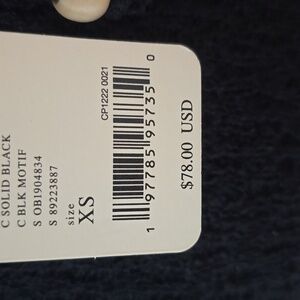 C SOLID BLACK
C BLK MOTIF
S OB1904834
S 89223887
size
XS
CP1222 0021
1 97785 95735 0
$78.00 USD